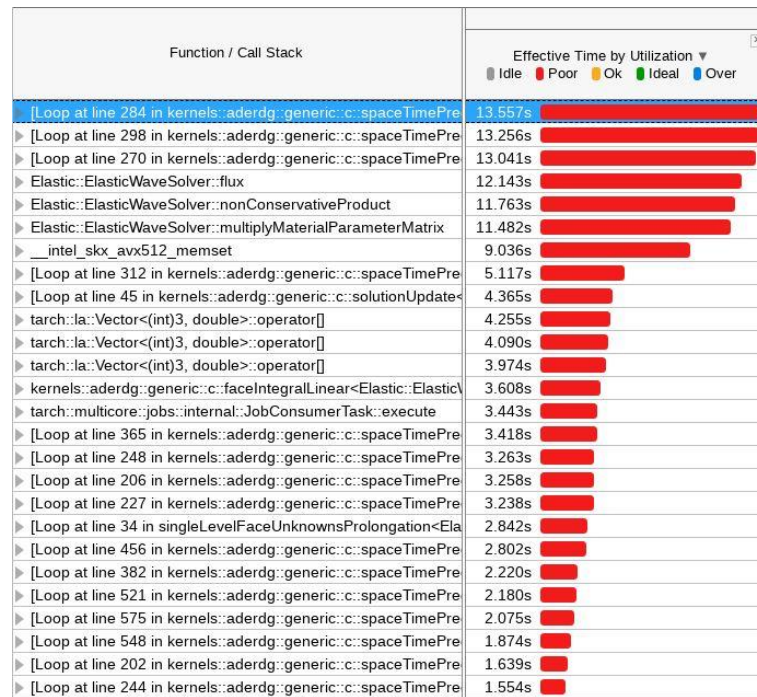 Function / Call Stack
Effective Time by Utilization ▼
Idle Poor Ok Ideal Over
[Loop at line 284 in kernels::aderdg::generic::c::spaceTimePre 13.557s
[Loop at line 298 in kernels::aderdg::generic::c::spaceTimePre 13.256s
[Loop at line 270 in kernels::aderdg::generic::c::spaceTimePre 13.041s
Elastic::ElasticWaveSolver::flux 12.143s
Elastic::ElasticWaveSolver::nonConservativeProduct 11.763s
Elastic::ElasticWaveSolver::multiplyMaterialParameterMatrix 11.482s
__intel_skx_avx512_memset 9.036s
[Loop at line 312 in kernels::aderdg::generic::c::spaceTimePre 5.117s
[Loop at line 45 in kernels::aderdg::generic::c::solutionUpdate< 4.365s
tarch::la::Vector<(int)3, double>::operator[] 4.255s
tarch::la::Vector<(int)3, double>::operator[] 4.090s
tarch::la::Vector<(int)3, double>::operator[] 3.974s
kernels::aderdg::generic::c::faceIntegralLinear<Elastic::ElasticW 3.608s
tarch::multicore::jobs::internal::JobConsumerTask::execute 3.443s
[Loop at line 365 in kernels::aderdg::generic::c::spaceTimePre 3.418s
[Loop at line 248 in kernels::aderdg::generic::c::spaceTimePre 3.263s
[Loop at line 206 in kernels::aderdg::generic::c::spaceTimePre 3.258s
[Loop at line 227 in kernels::aderdg::generic::c::spaceTimePre 3.238s
[Loop at line 34 in singleLevelFaceUnknownsProlongation<Ela 2.842s
[Loop at line 456 in kernels::aderdg::generic::c::spaceTimePre 2.802s
[Loop at line 382 in kernels::aderdg::generic::c::spaceTimePre 2.220s
[Loop at line 521 in kernels::aderdg::generic::c::spaceTimePre 2.180s
[Loop at line 575 in kernels::aderdg::generic::c::spaceTimePre 2.075s
[Loop at line 548 in kernels::aderdg::generic::c::spaceTimePre 1.874s
[Loop at line 202 in kernels::aderdg::generic::c::spaceTimePre 1.639s
[Loop at line 244 in kernels::aderdg::generic::c::spaceTimePre 1.554s